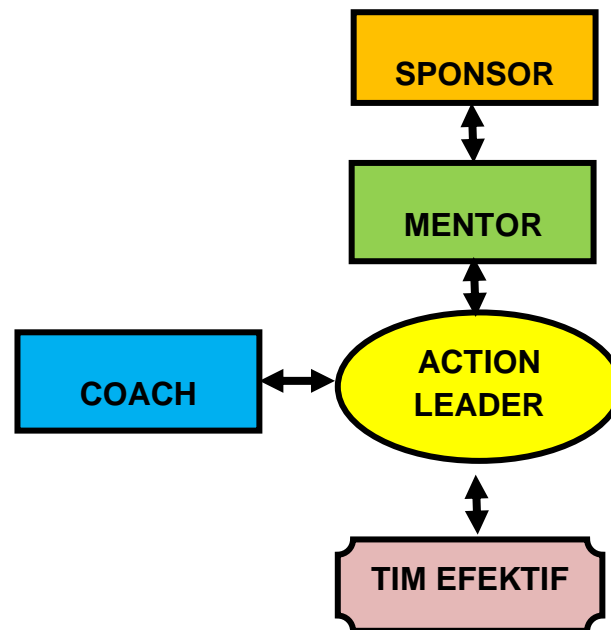 SPONSOR
MENTOR
COACH
ACTION
LEADER
TIM EFEKTIF